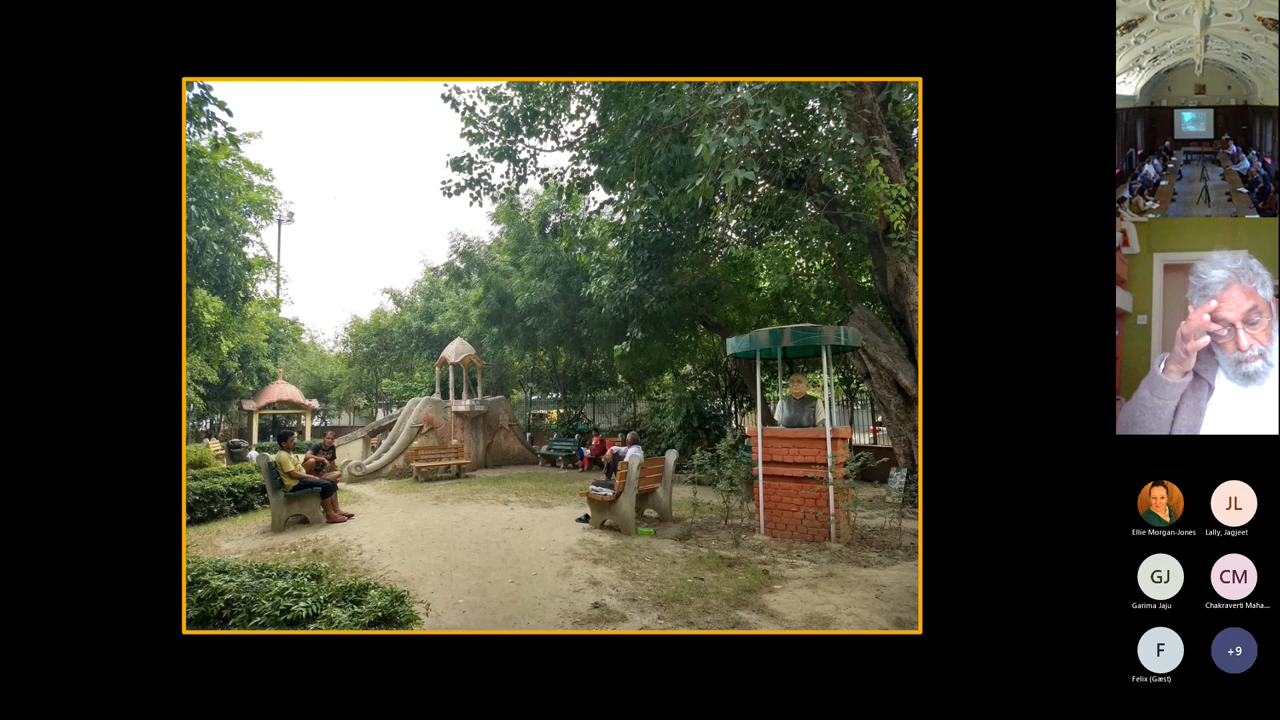 Ellie Morgan-Jones
JL
Lally, Jagjeet
GJ
Garima Jaju
CM
Chakraverti Maha...
F
Felix (Gæst)
+9